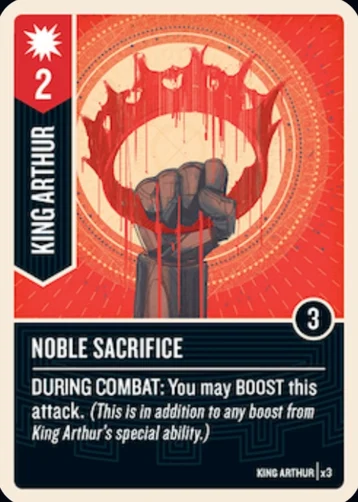 2
KING ARTHUR
3
NOBLE SACRIFICE
DURING COMBAT: You may BOOST this
attack. (This is in addition to any boost from
King Arthur's special ability.)
KING ARTHUR | x3